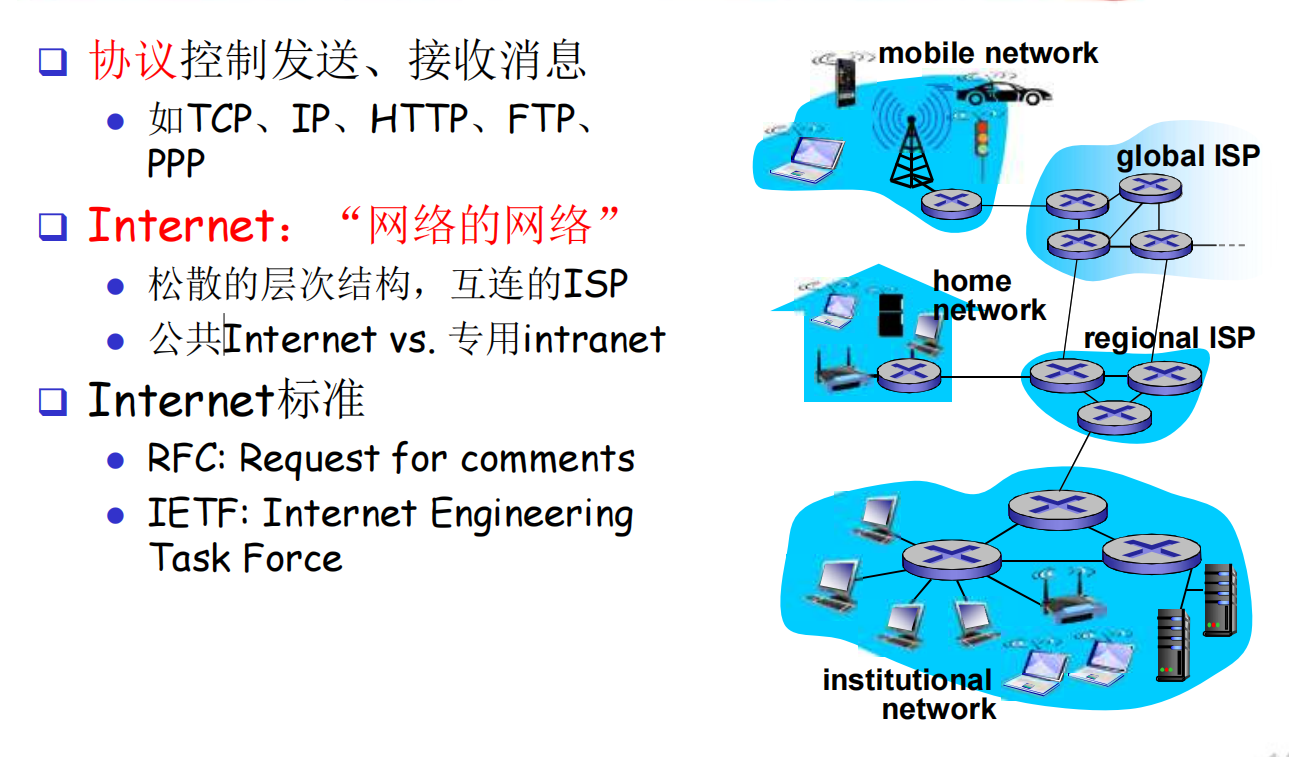 协议控制发送、接收消息
如TCP、IP、HTTP、FTP、
PPP
Internet：“网络的网络”
松散的层次结构，互连的ISP
公共Internet vs. 专用intranet
Internet标准
RFC: Request for comments
IETF: Internet Engineering
Task Force
mobile network
global ISP
home
network
regional ISP
institutional
network